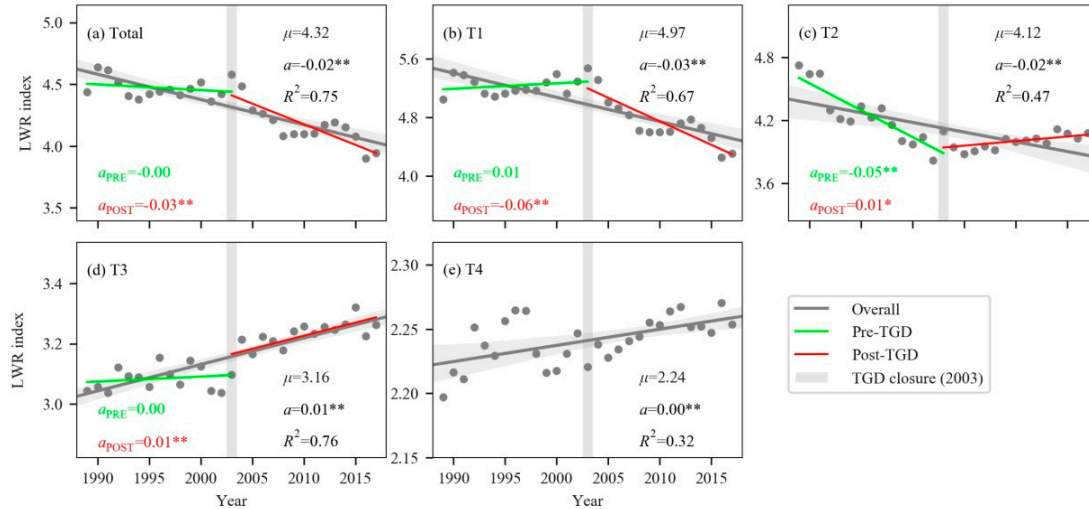 (a) Total
μ=4.32
a=-0.02**
R²=0.75
a_PRE=-0.00
a_POST=-0.03**
LWR index
5.0
4.5
4.0
3.5
(b) T1
μ=4.97
a=-0.03**
R²=0.67
a_PRE=0.01
a_POST=-0.06**
5.6
4.8
4.0
(c) T2
μ=4.12
a=-0.02**
R²=0.47
a_PRE=-0.05**
a_POST=0.01*
4.8
4.2
3.6
(d) T3
μ=3.16
a=0.01**
R²=0.76
a_PRE=0.00
a_POST=0.01**
LWR index
3.4
3.2
3.0
1990 1995 2000 2005 2010 2015
Year
(e) T4
μ=2.24
a=0.00**
R²=0.32
2.30
2.25
2.20
2.15
1990 1995 2000 2005 2010 2015
Year
Overall
Pre-TGD
Post-TGD
TGD closure (2003)